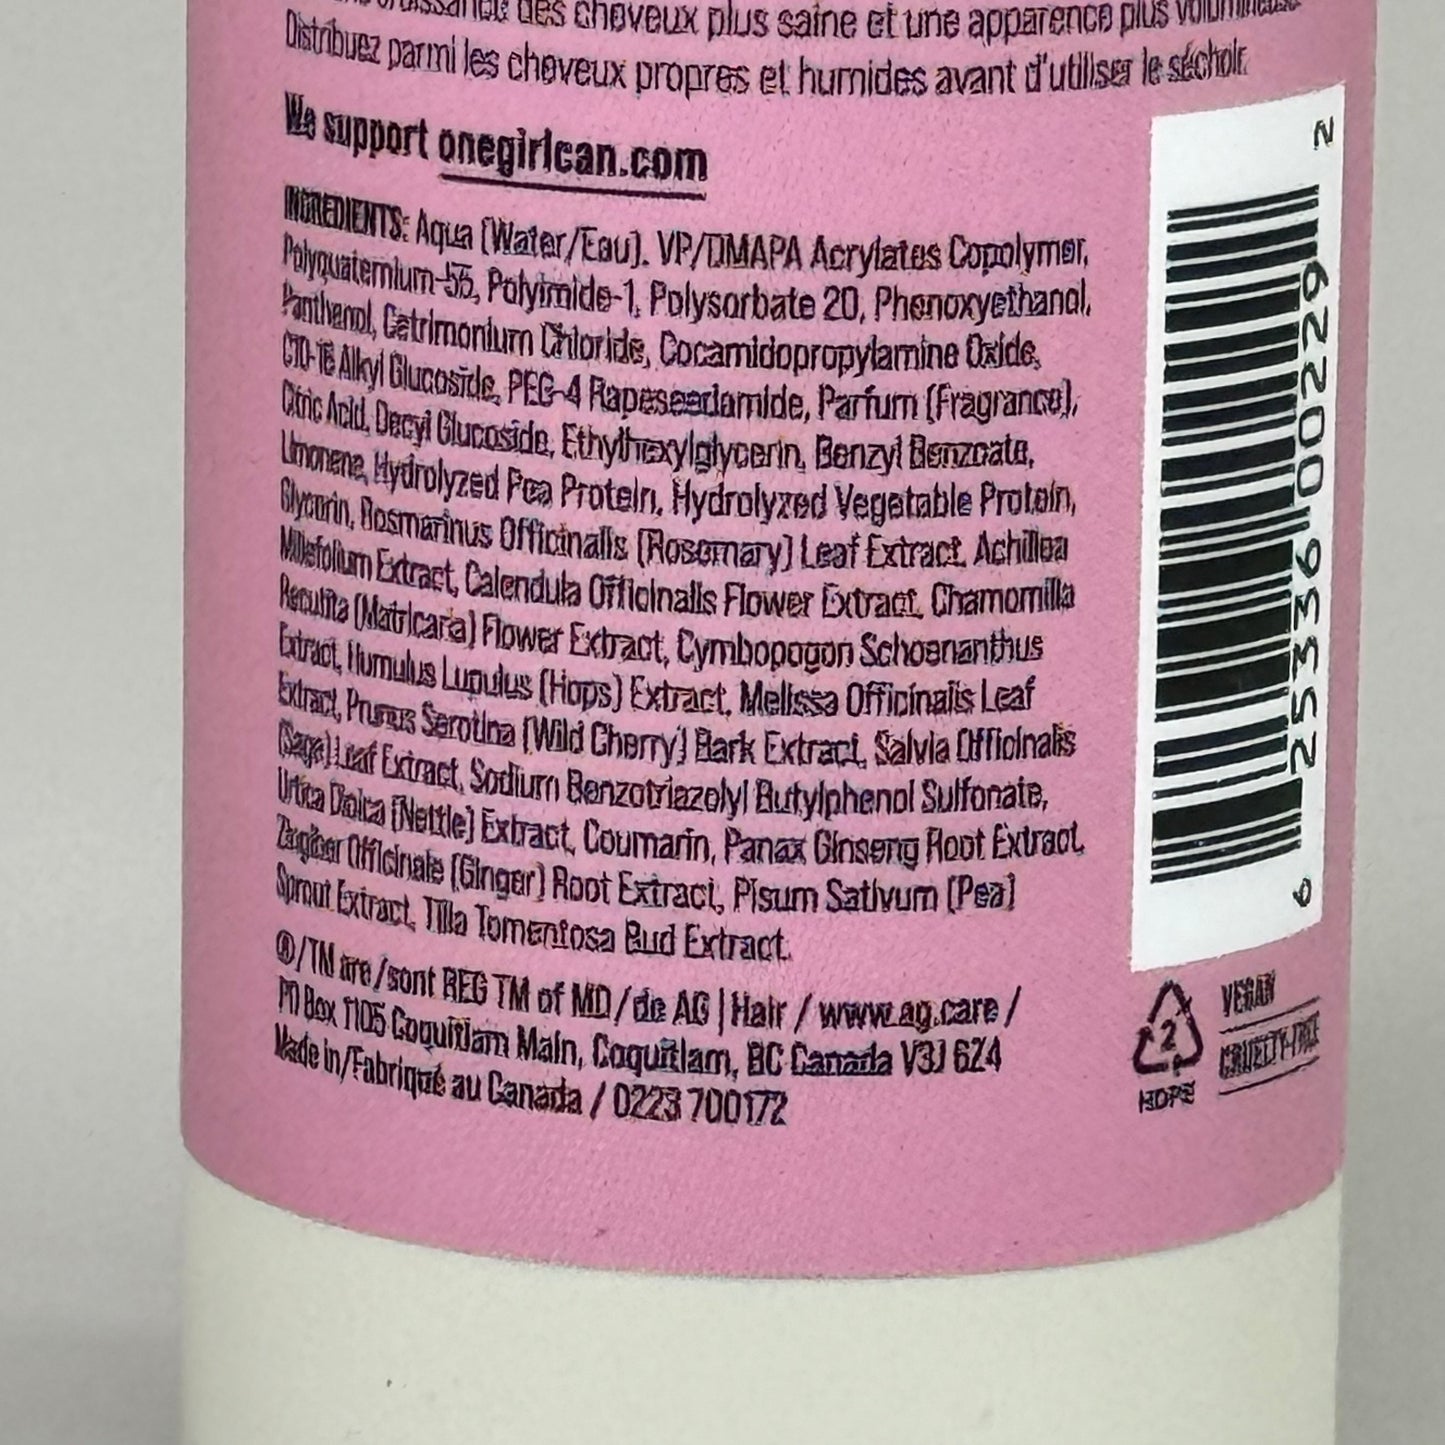 des cheveux plus saine et une apparence plus
Distribuez parmi les cheveux propres et humides avant d'utiliser le séchoir.
We support onegirlcan.com
INGREDIENTS: Aqua (Water/Eau). VP/DMAPA Acrylates Copolymer,
Polyquaternium-55, Polyimide-1, Polysorbate 20, Phenoxyethanol,
Panthenol, Cetrimonium Chloride, Cocamidopropylamine Oxide,
C10-16 Alkyl Glucoside, PEG-4 Rapeseedamide, Parfum (Fragrance),
Citric Acid, Decyl Glucoside, Ethylhexylglycerin, Benzyl Benzoate,
Limonene, Hydrolyzed Pea Protein, Hydrolyzed Vegetable Protein,
Glycerin, Rosmarinus Officinalis (Rosemary) Leaf Extract, Achillea
Millefolium Extract, Calendula Officinalis Flower Extract, Chamomilla
Recutita (Matricaria) Flower Extract, Cymbopogon Schoenanthus
Extract, Humulus Lupulus (Hops) Extract, Melissa Officinalis Leaf
Extract, Prunus Serotina (Wild Cherry) Bark Extract, Salvia Officinalis
(Sage) Leaf Extract, Sodium Benzotriazolyl Butylphenol Sulfonate,
Urtica Dioica (Nettle) Extract, Coumarin, Panax Ginseng Root Extract,
Zingiber Officinale (Ginger) Root Extract, Pisum Sativum (Pea)
Sprout Extract, Tilia Tomentosa Bud Extract.
®/TM are/sont REG TM of MD/de AG | Hair / www.ag.care /
PO Box 1105 Coquitlam Main, Coquitlam, BC Canada V3J 6Z4
Made in/Fabriqué au Canada / 0223 700172
6 25336 00229 2
2
HDPE
VEGAN
CRUELTY-FREE